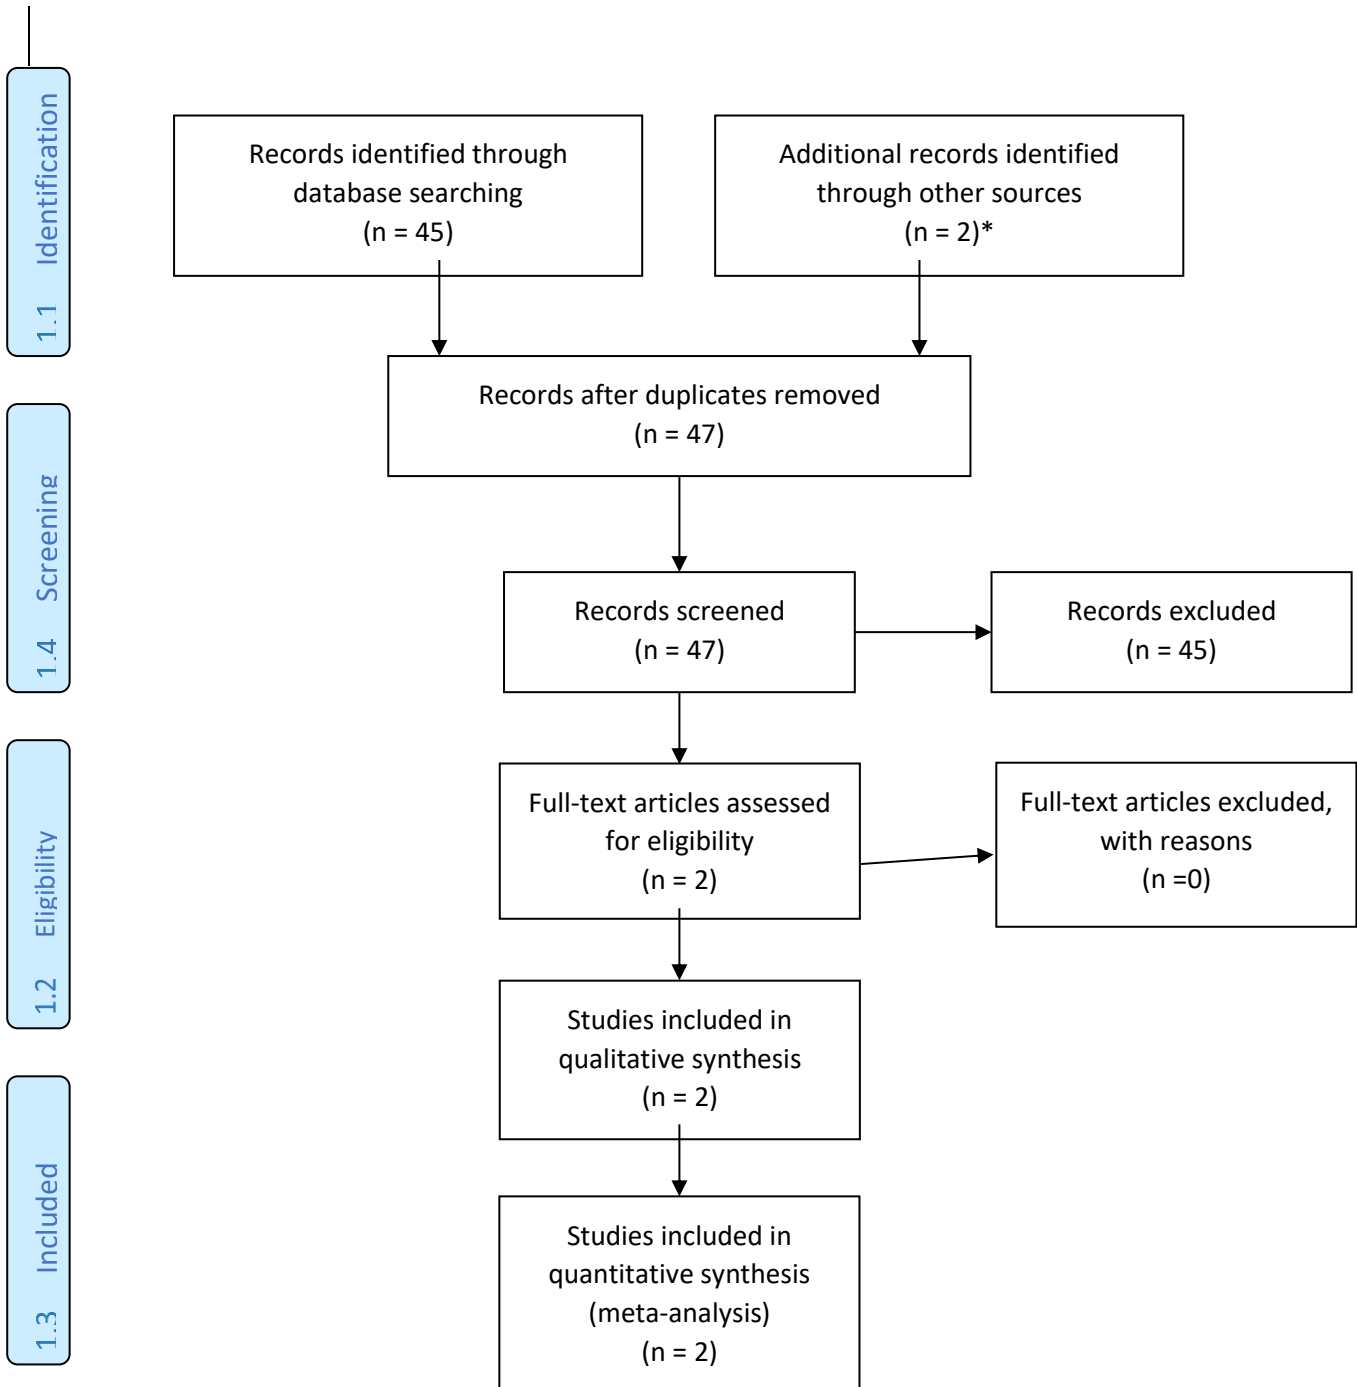 1.1 Identification
Records identified through
database searching
(n = 45)
Additional records identified
through other sources
(n = 2)*
Records after duplicates removed
(n = 47)
1.4 Screening
Records screened
(n = 47)
Records excluded
(n = 45)
1.2 Eligibility
Full-text articles assessed
for eligibility
(n = 2)
Full-text articles excluded,
with reasons
(n =0)
Studies included in
qualitative synthesis
(n = 2)
1.3 Included
Studies included in
quantitative synthesis
(meta-analysis)
(n = 2)